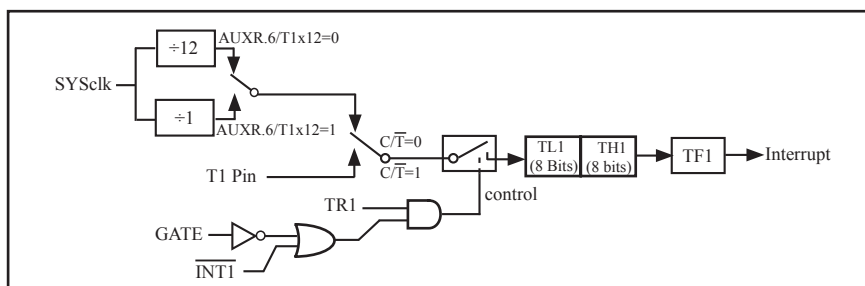 ÷12
AUXR.6/T1x12=0
SYSclk
÷1
AUXR.6/T1x12=1
C/T̅=0
C/T̅=1
TL1
(8 Bits)
TH1
(8 bits)
TF1
Interrupt
T1 Pin
control
TR1
GATE
I̅N̅T̅1̅